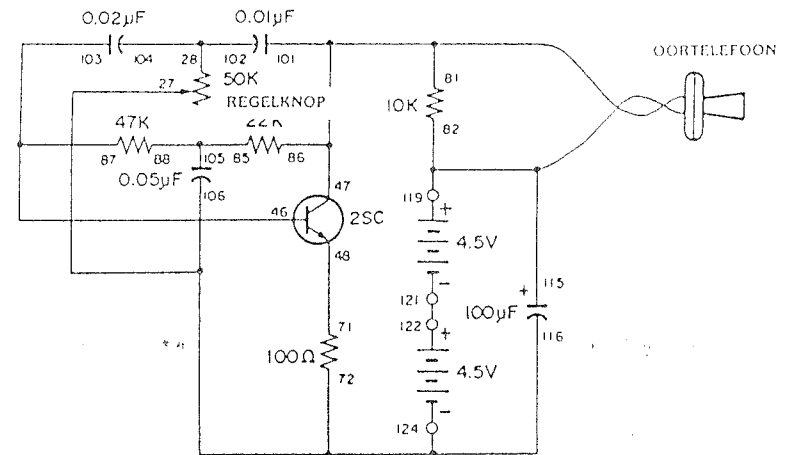 0.02µF 0.01µF
103 104 28 102 101
OORTELEFOON
27 50K
REGELKNOP
81
10K
82
47K
87 88 105 85 86
0.05µF 106
47
46 2SC
48
119 +
4.5V
-
121
122 +
100µF
+ 115
116
71
100Ω
72
4.5V
-
124